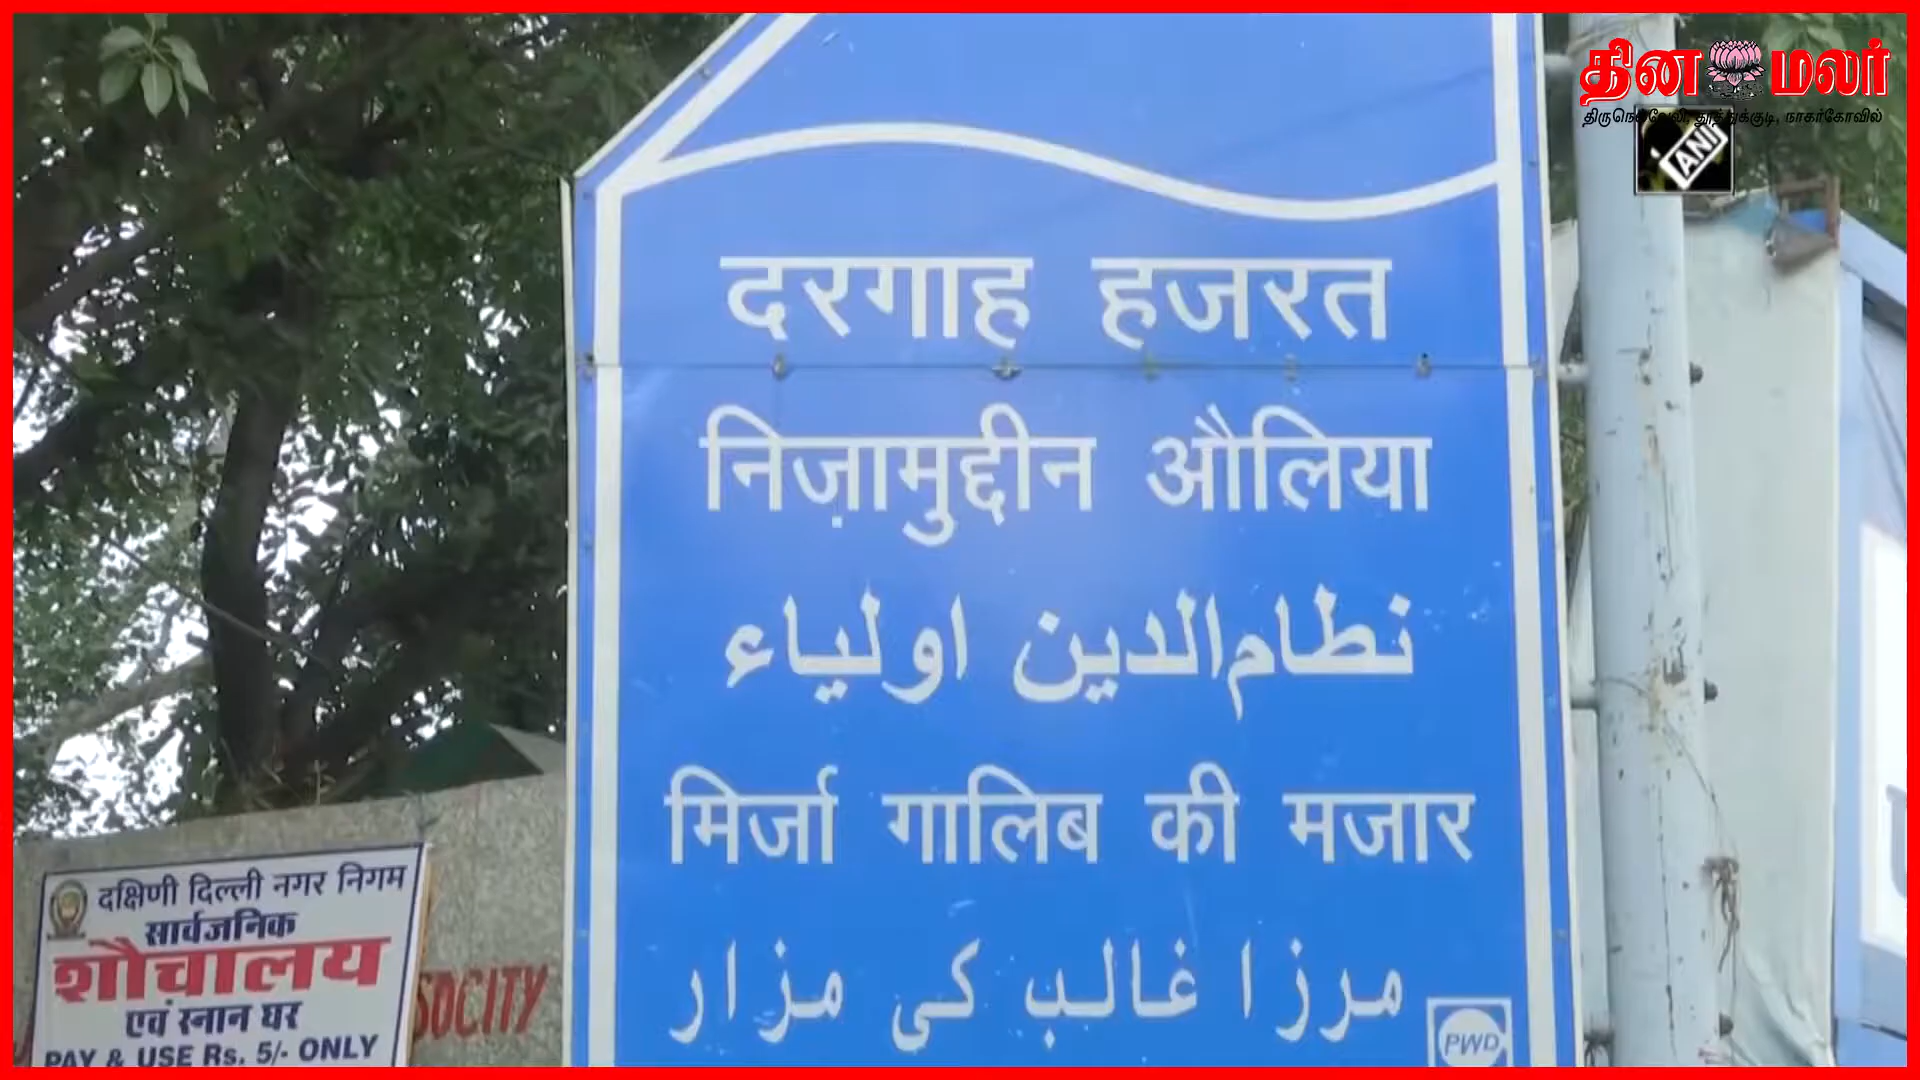 தினமலர்
திருநெல்வேலி, தூத்துக்குடி, நாகர்கோவில்
ANI
दरगाह हजरत
निज़ामुद्दीन औलिया
نظام الدین اولیاء
मिर्जा गालिब की मजार
مرزا غالب کی مزار
PWD
दक्षिणी दिल्ली नगर निगम
सार्वजनिक
शौचालय
एवं स्नान घर
PAY & USE Rs. 5/- ONLY
SOCITY